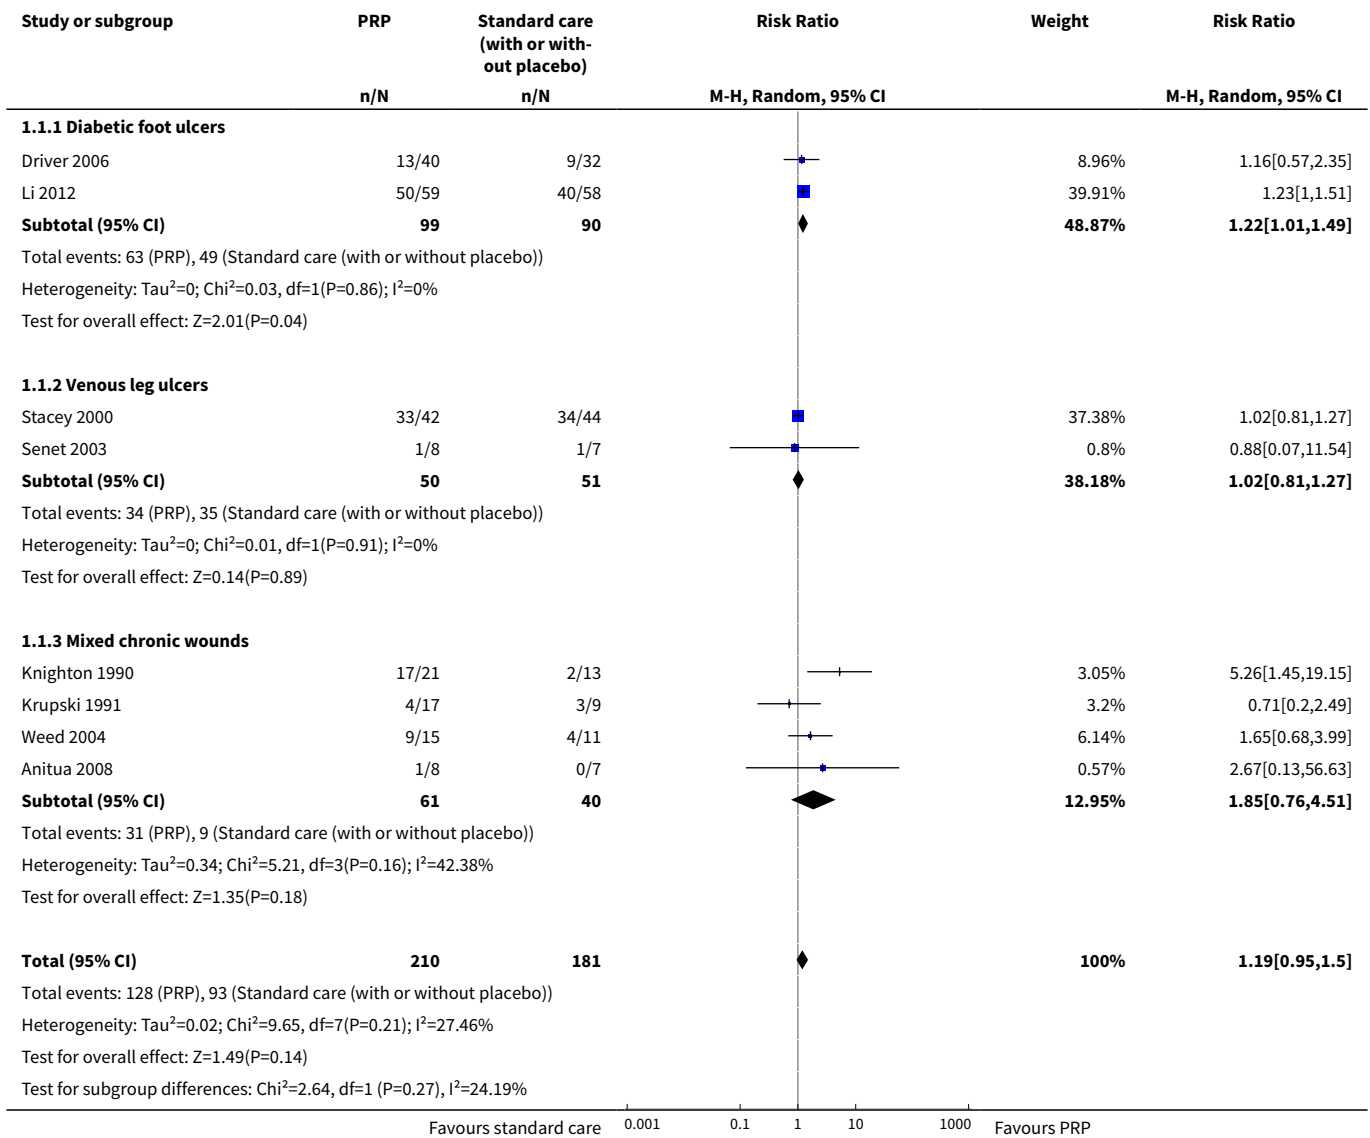 Study or subgroup PRP Standard care (with or with-out placebo) Risk Ratio Weight Risk Ratio
n/N n/N M-H, Random, 95% CI M-H, Random, 95% CI
1.1.1 Diabetic foot ulcers
Driver 2006 13/40 9/32 8.96% 1.16[0.57,2.35]
Li 2012 50/59 40/58 39.91% 1.23[1,1.51]
Subtotal (95% CI) 99 90 48.87% 1.22[1.01,1.49]
Total events: 63 (PRP), 49 (Standard care (with or without placebo))
Heterogeneity: Tau²=0; Chi²=0.03, df=1(P=0.86); I²=0%
Test for overall effect: Z=2.01(P=0.04)
1.1.2 Venous leg ulcers
Stacey 2000 33/42 34/44 37.38% 1.02[0.81,1.27]
Senet 2003 1/8 1/7 0.8% 0.88[0.07,11.54]
Subtotal (95% CI) 50 51 38.18% 1.02[0.81,1.27]
Total events: 34 (PRP), 35 (Standard care (with or without placebo))
Heterogeneity: Tau²=0; Chi²=0.01, df=1(P=0.91); I²=0%
Test for overall effect: Z=0.14(P=0.89)
1.1.3 Mixed chronic wounds
Knighton 1990 17/21 2/13 3.05% 5.26[1.45,19.15]
Krupski 1991 4/17 3/9 3.2% 0.71[0.2,2.49]
Weed 2004 9/15 4/11 6.14% 1.65[0.68,3.99]
Anitua 2008 1/8 0/7 0.57% 2.67[0.13,56.63]
Subtotal (95% CI) 61 40 12.95% 1.85[0.76,4.51]
Total events: 31 (PRP), 9 (Standard care (with or without placebo))
Heterogeneity: Tau²=0.34; Chi²=5.21, df=3(P=0.16); I²=42.38%
Test for overall effect: Z=1.35(P=0.18)
Total (95% CI) 210 181 100% 1.19[0.95,1.5]
Total events: 128 (PRP), 93 (Standard care (with or without placebo))
Heterogeneity: Tau²=0.02; Chi²=9.65, df=7(P=0.21); I²=27.46%
Test for overall effect: Z=1.49(P=0.14)
Test for subgroup differences: Chi²=2.64, df=1 (P=0.27), I²=24.19%
Favours standard care 0.001 0.1 1 10 1000 Favours PRP